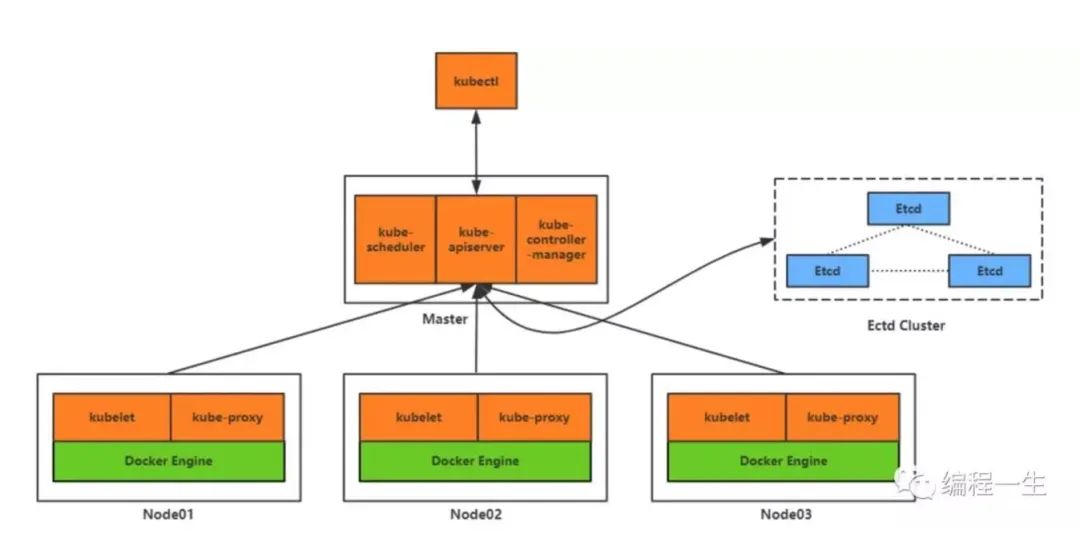 kubectl
kube-
scheduler
kube-
apiserver
kube-
controller
-manager
Master
Etcd
Etcd
Etcd
Ectd Cluster
kubelet
kube-proxy
Docker Engine
Node01
kubelet
kube-proxy
Docker Engine
Node02
kubelet
kube-proxy
Docker Engine
Node03
编程一生